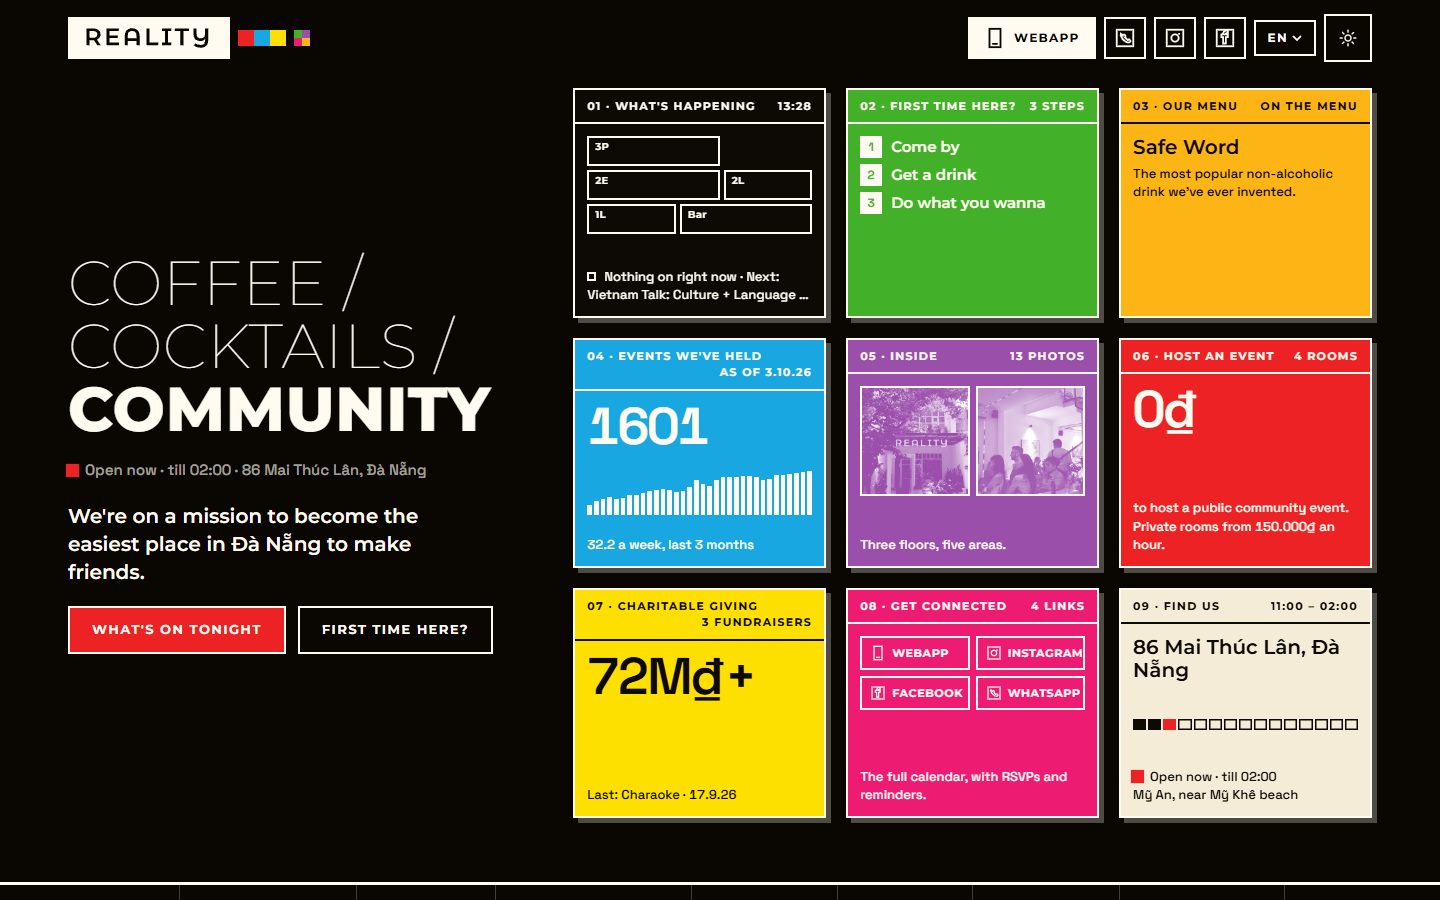 REALITY
WEBAPP
EN
COFFEE /
COCKTAILS /
COMMUNITY
Open now · till 02:00 · 86 Mai Thúc Lân, Đà Nẵng
We're on a mission to become the
easiest place in Đà Nẵng to make
friends.
WHAT'S ON TONIGHT
FIRST TIME HERE?
01 · WHAT'S HAPPENING 13:28
3P
2E 2L
1L Bar
Nothing on right now · Next:
Vietnam Talk: Culture + Language ...
02 · FIRST TIME HERE? 3 STEPS
1 Come by
2 Get a drink
3 Do what you wanna
03 · OUR MENU ON THE MENU
Safe Word
The most popular non-alcoholic
drink we've ever invented.
04 · EVENTS WE'VE HELD
AS OF 3.10.26
1601
32.2 a week, last 3 months
05 · INSIDE 13 PHOTOS
REALITY
Three floors, five areas.
06 · HOST AN EVENT 4 ROOMS
0₫
to host a public community event.
Private rooms from 150.000₫ an
hour.
07 · CHARITABLE GIVING
3 FUNDRAISERS
72M₫+
Last: Charaoke · 17.9.26
08 · GET CONNECTED 4 LINKS
WEBAPP INSTAGRAM
FACEBOOK WHATSAPP
The full calendar, with RSVPs and
reminders.
09 · FIND US 11:00 – 02:00
86 Mai Thúc Lân, Đà
Nẵng
Open now · till 02:00
Mỹ An, near Mỹ Khê beach